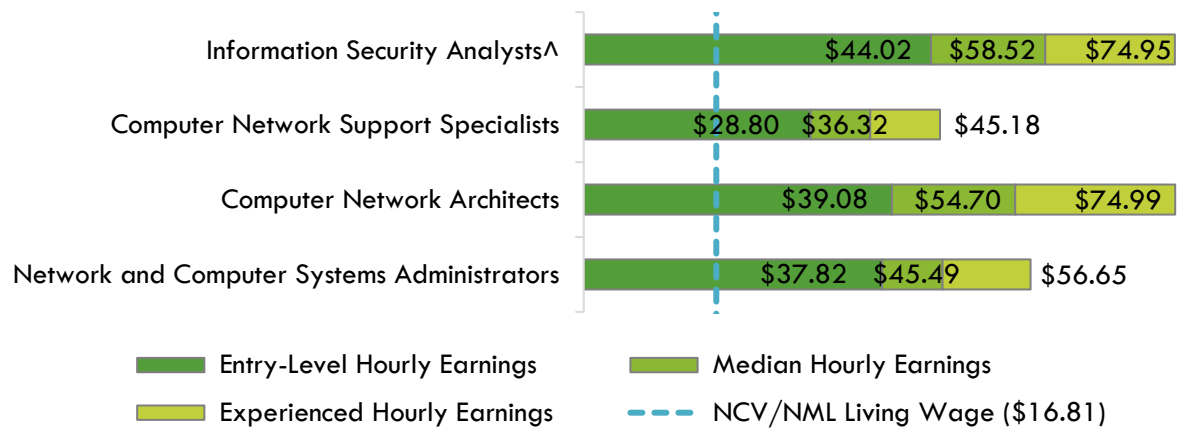 Information Security Analysts^ $44.02 $58.52 $74.95
Computer Network Support Specialists $28.80 $36.32 $45.18
Computer Network Architects $39.08 $54.70 $74.99
Network and Computer Systems Administrators $37.82 $45.49 $56.65
Entry-Level Hourly Earnings Median Hourly Earnings
Experienced Hourly Earnings NCV/NML Living Wage ($16.81)